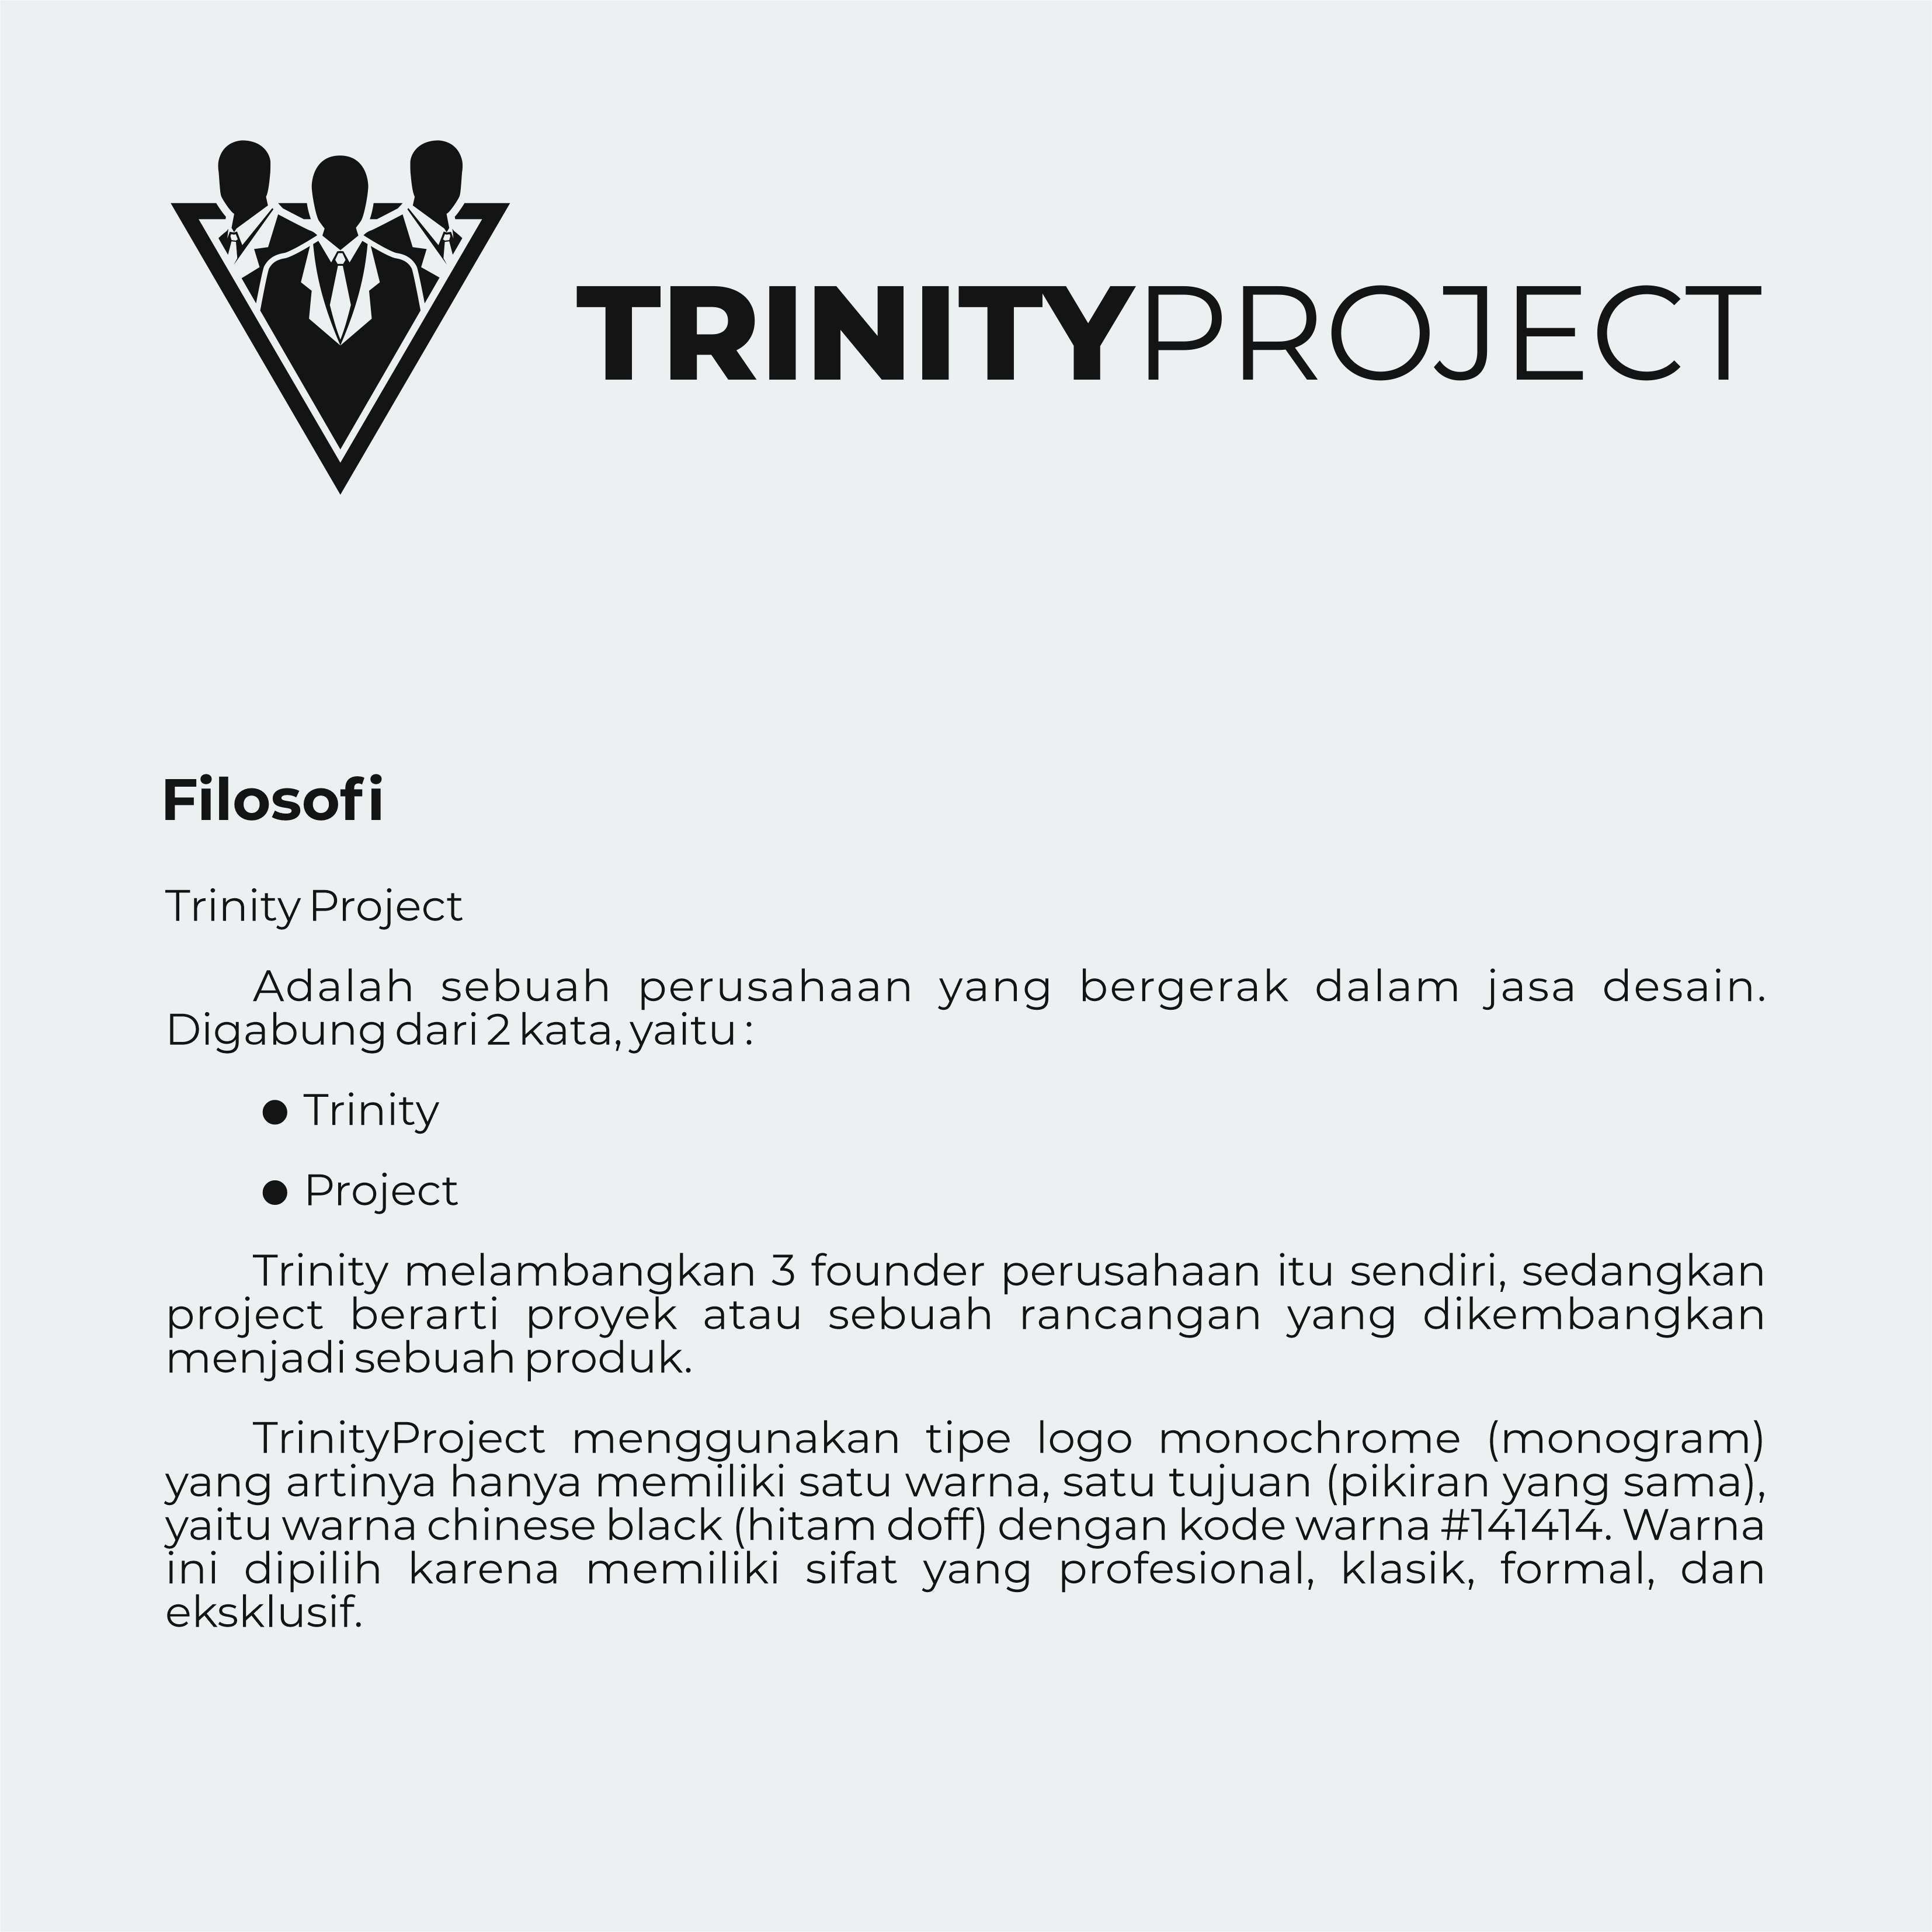 TRINITYPROJECT
Filosofi
Trinity Project
Adalah sebuah perusahaan yang bergerak dalam jasa desain.
Digabung dari 2 kata, yaitu :
● Trinity
● Project
Trinity melambangkan 3 founder perusahaan itu sendiri, sedangkan
project berarti proyek atau sebuah rancangan yang dikembangkan
menjadi sebuah produk.
TrinityProject menggunakan tipe logo monochrome (monogram)
yang artinya hanya memiliki satu warna, satu tujuan (pikiran yang sama),
yaitu warna chinese black (hitam doff) dengan kode warna #141414. Warna
ini dipilih karena memiliki sifat yang profesional, klasik, formal, dan
eksklusif.